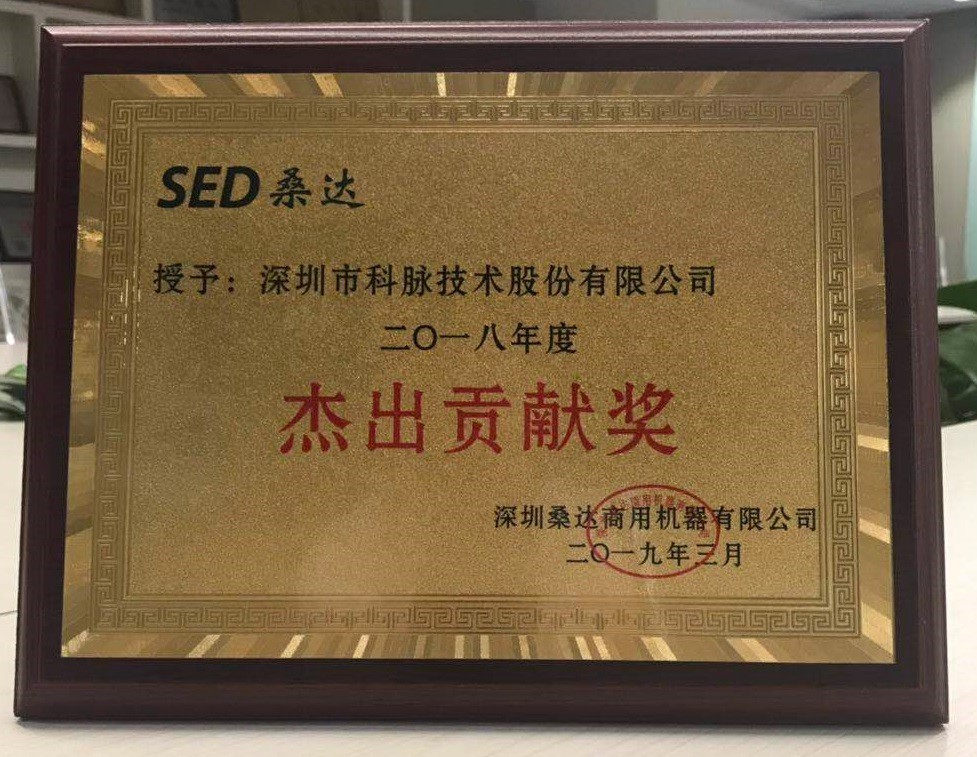 SED桑达
授予：深圳市科脉技术股份有限公司
二〇一八年度
杰出贡献奖
深圳桑达商用机器有限公司
二〇一九年三月